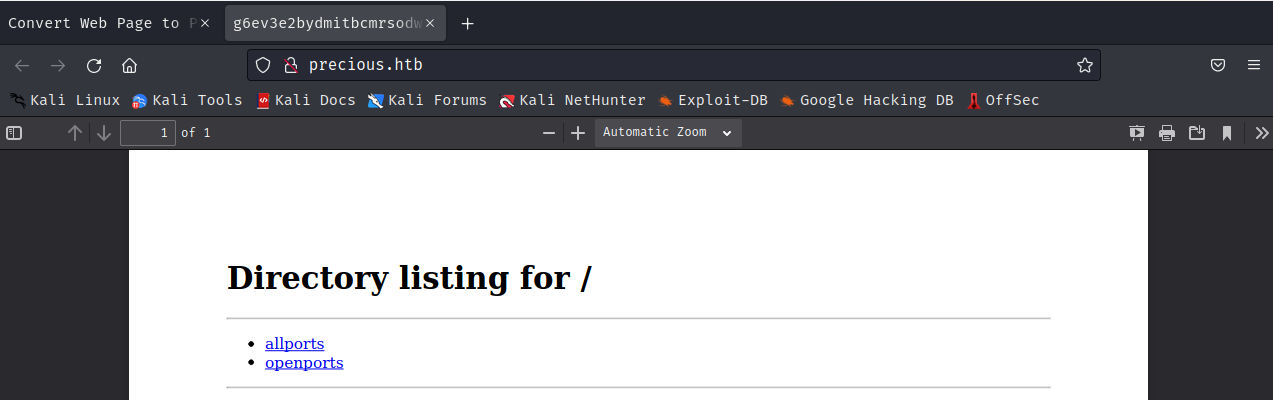 Convert Web Page to P
g6ev3e2bydmitbcmrsodw
precious.htb
Kali Linux Kali Tools Kali Docs Kali Forums Kali NetHunter Exploit-DB Google Hacking DB OffSec
1 of 1 Automatic Zoom
Directory listing for /
allports
openports